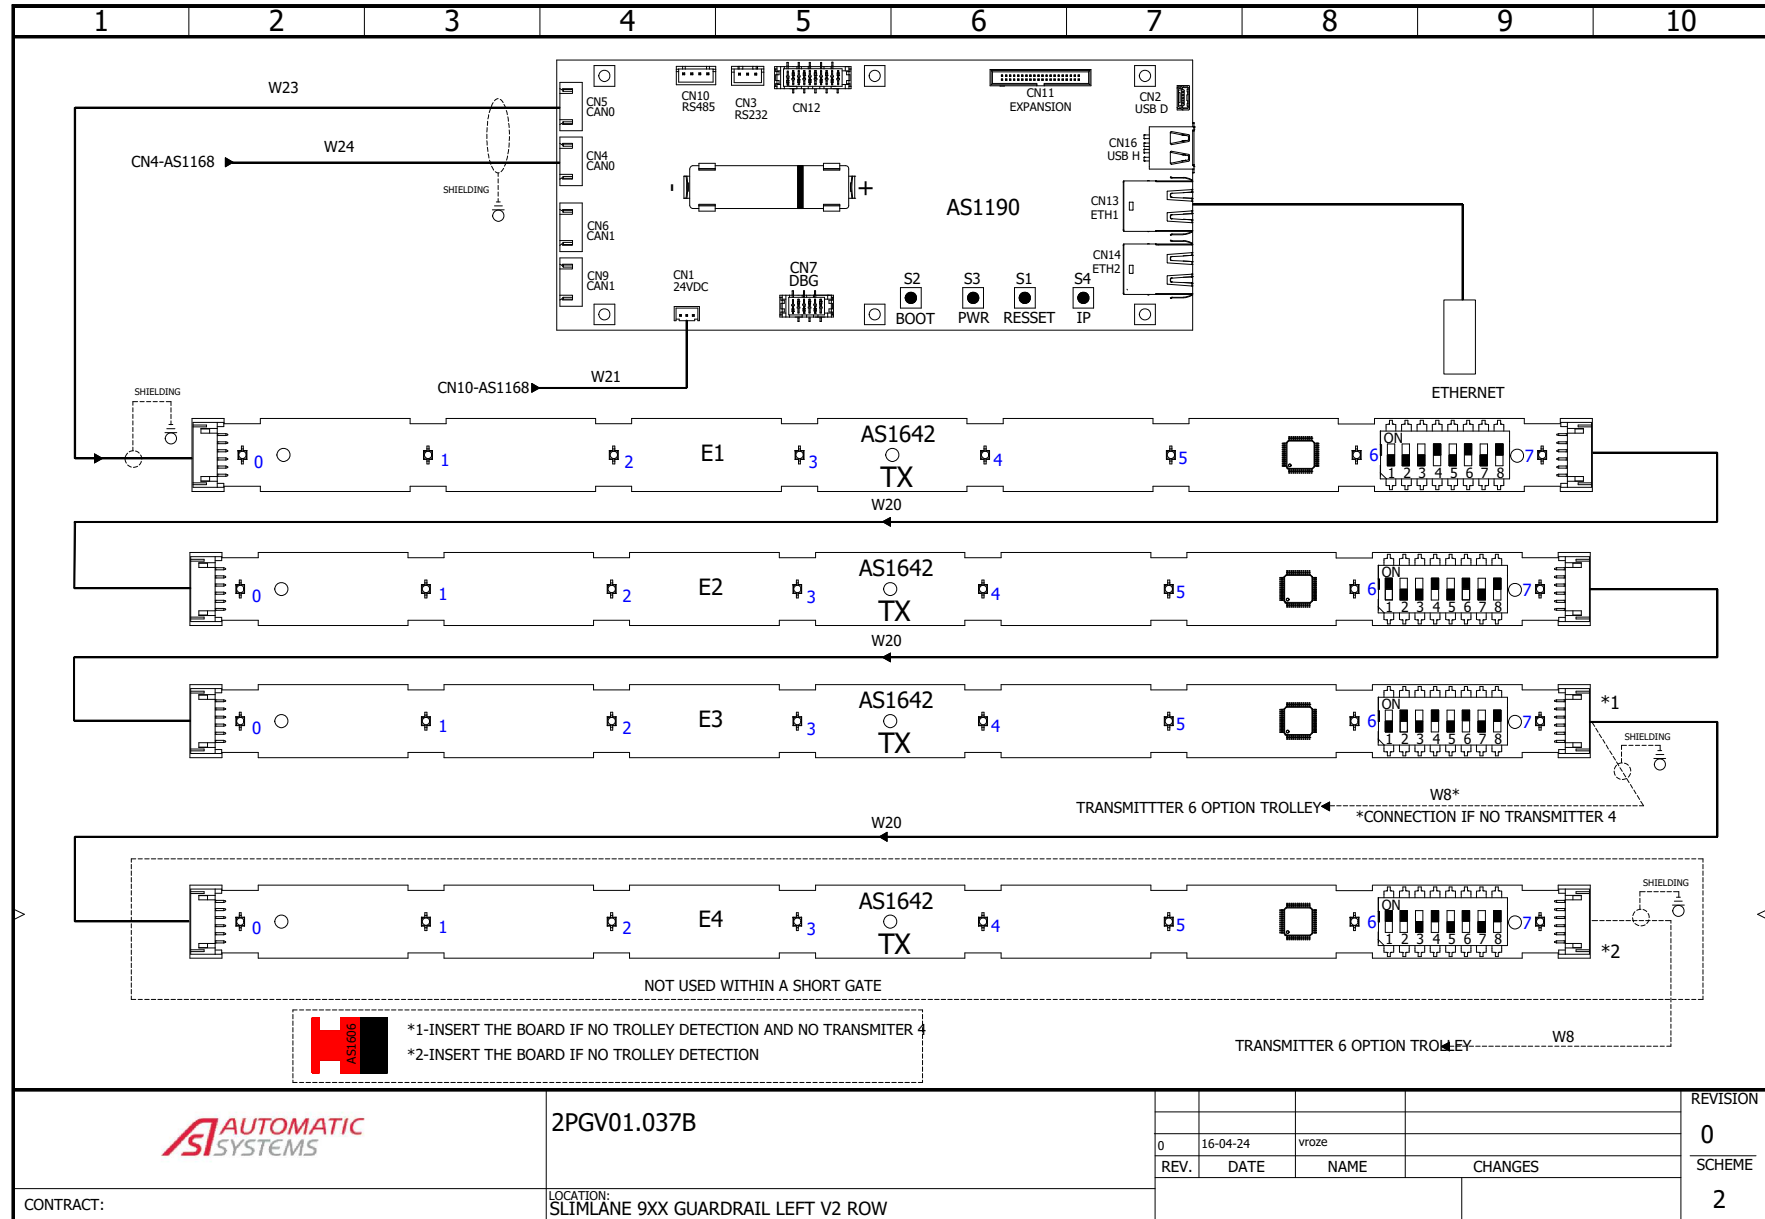 1 2 3 4 5 6 7 8 9 10
W23
CN5
CAN0
CN10
RS485
CN3
RS232
CN12
CN11
EXPANSION
CN2
USB D
CN4-AS1168
W24
CN4
CAN0
CN16
USB H
SHIELDING
- +
AS1190
CN13
ETH1
CN6
CAN1
CN14
ETH2
CN9
CAN1
CN1
24VDC
CN7
DBG
S2
BOOT
S3
PWR
S1
RESSET
S4
IP
CN10-AS1168
W21
ETHERNET
SHIELDING
0 1 2 E1 3 AS1642 4 5 6 7
TX
ON
1 2 3 4 5 6 7 8
W20
0 1 2 E2 3 AS1642 4 5 6 7
TX
ON
1 2 3 4 5 6 7 8
W20
0 1 2 E3 3 AS1642 4 5 6 7
TX
ON
1 2 3 4 5 6 7 8
*1
SHIELDING
W8*
TRANSMITTTER 6 OPTION TROLLEY
*CONNECTION IF NO TRANSMITTER 4
W20
0 1 2 E4 3 AS1642 4 5 6 7
TX
ON
1 2 3 4 5 6 7 8
SHIELDING
*2
NOT USED WITHIN A SHORT GATE
AS1606
*1-INSERT THE BOARD IF NO TROLLEY DETECTION AND NO TRANSMITER 4
*2-INSERT THE BOARD IF NO TROLLEY DETECTION
TRANSMITTER 6 OPTION TROLLEY
W8
AUTOMATIC
SYSTEMS
2PGV01.037B
0 16-04-24 vroze
REV. DATE NAME CHANGES
REVISION
0
SCHEME
2
CONTRACT:
LOCATION:
SLIMLANE 9XX GUARDRAIL LEFT V2 ROW